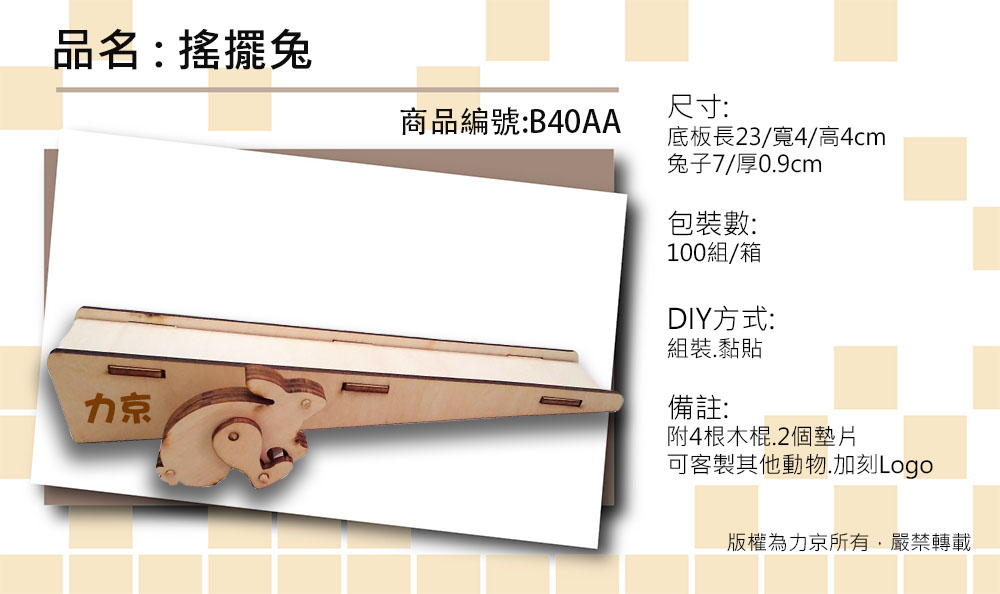 品名 : 搖擺兔
商品編號:B40AA
力京
尺寸:
底板長23/寬4/高4cm
兔子7/厚0.9cm
包裝數:
100組/箱
DIY方式:
組裝.黏貼
備註:
附4根木棍.2個墊片
可客製其他動物.加刻Logo
版權為力京所有，嚴禁轉載